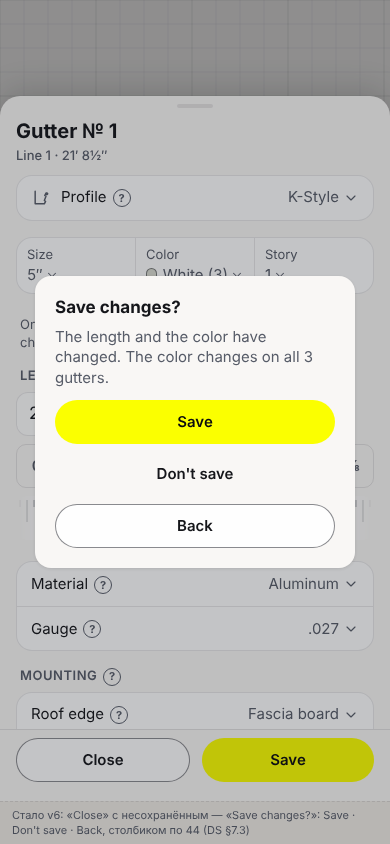 Gutter № 1
Line 1 · 21′ 8½″
Profile ? K-Style
Size Color Story
5″ White (3) 1
Save changes?
The length and the color have
changed. The color changes on all 3
gutters.
Save
Don't save
Back
Material ? Aluminum
Gauge ? .027
MOUNTING ?
Roof edge ? Fascia board
Close Save
Стало v6: «Close» с несохранённым — «Save changes?»: Save ·
Don't save · Back, столбиком по 44 (DS §7.3)